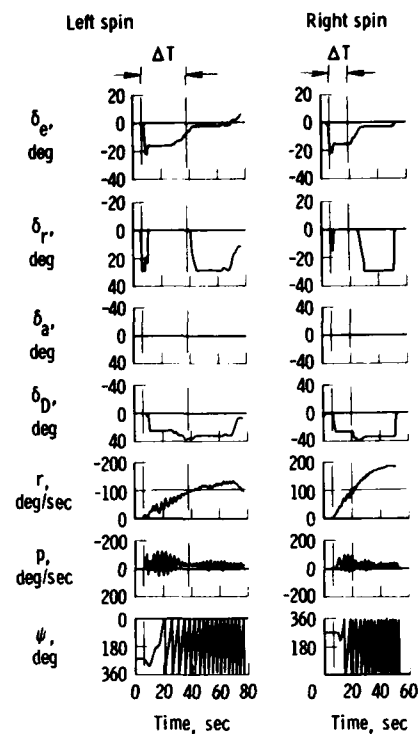 Left spin Right spin
ΔT ΔT
δe, deg
20 0 -20 -40
20 0 -20 -40
δr, deg
-20 0 20 40
20 0 -20 -40
δa, deg
-40 0 40
-40 0 40
δD, deg
-40 0 40
40 0 -40
r, deg/sec
-200 -100 0
200 100 0
p, deg/sec
-200 0 200
-200 0 200
ψ, deg
0 180 360
360 180
0 20 40 60 80
0 20 40 60
Time, sec Time, sec